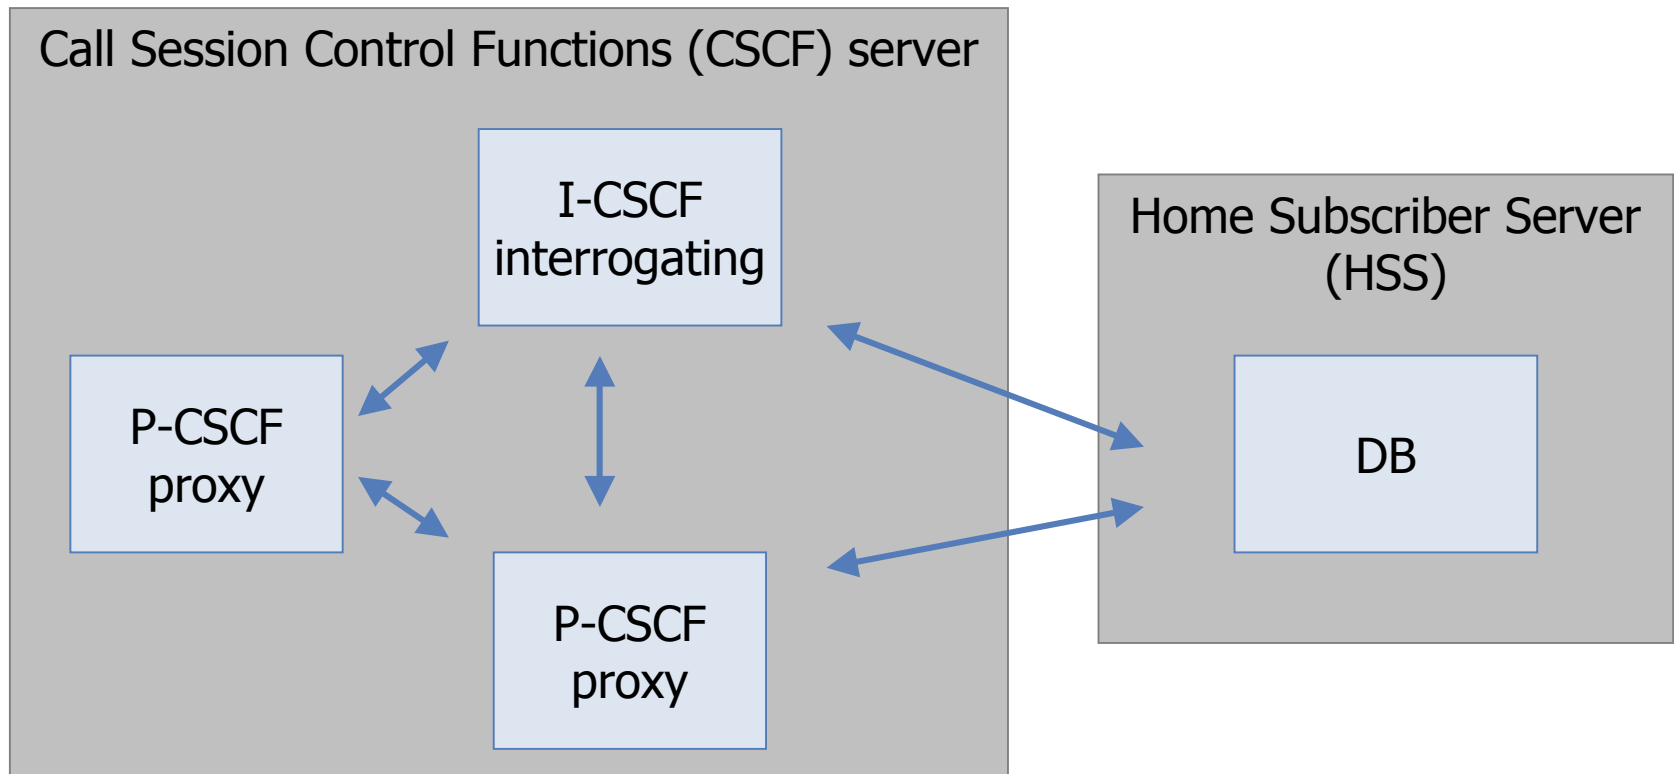 Call Session Control Functions (CSCF) server
I-CSCF
interrogating
P-CSCF
proxy
P-CSCF
proxy
Home Subscriber Server
(HSS)
DB